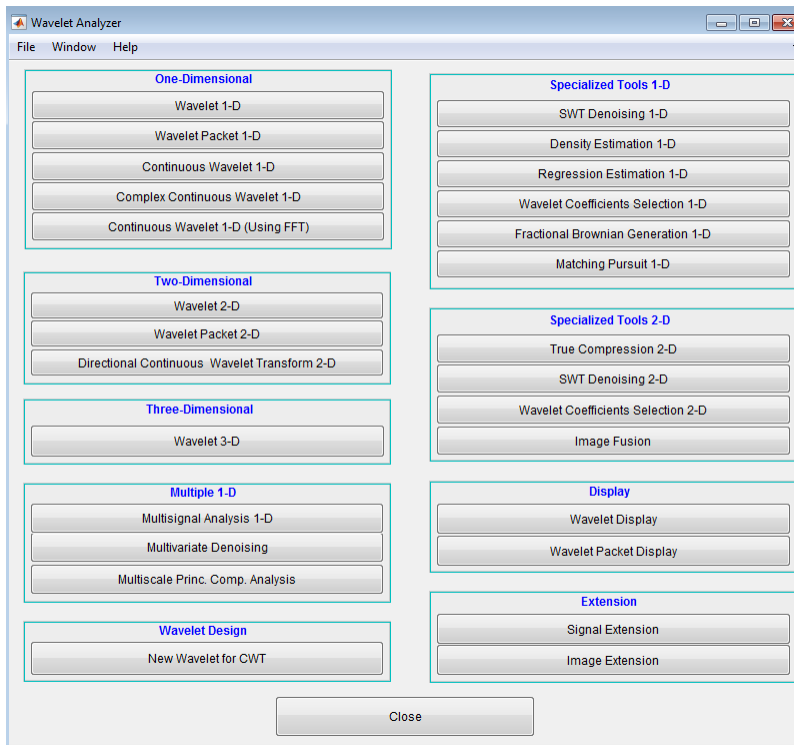 Wavelet Analyzer
File Window Help
One-Dimensional
Wavelet 1-D
Wavelet Packet 1-D
Continuous Wavelet 1-D
Complex Continuous Wavelet 1-D
Continuous Wavelet 1-D (Using FFT)
Two-Dimensional
Wavelet 2-D
Wavelet Packet 2-D
Directional Continuous  Wavelet Transform 2-D
Three-Dimensional
Wavelet 3-D
Multiple 1-D
Multisignal Analysis 1-D
Multivariate Denoising
Multiscale Princ. Comp. Analysis
Wavelet Design
New Wavelet for CWT
Specialized Tools 1-D
SWT Denoising 1-D
Density Estimation 1-D
Regression Estimation 1-D
Wavelet Coefficients Selection 1-D
Fractional Brownian Generation 1-D
Matching Pursuit 1-D
Specialized Tools 2-D
True Compression 2-D
SWT Denoising 2-D
Wavelet Coefficients Selection 2-D
Image Fusion
Display
Wavelet Display
Wavelet Packet Display
Extension
Signal Extension
Image Extension
Close